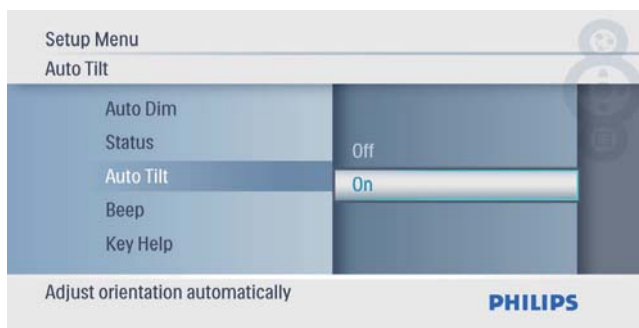 Setup Menu
Auto Tilt
Auto Dim
Status
Auto Tilt
Beep
Key Help
Off
On
Adjust orientation automatically
PHILIPS